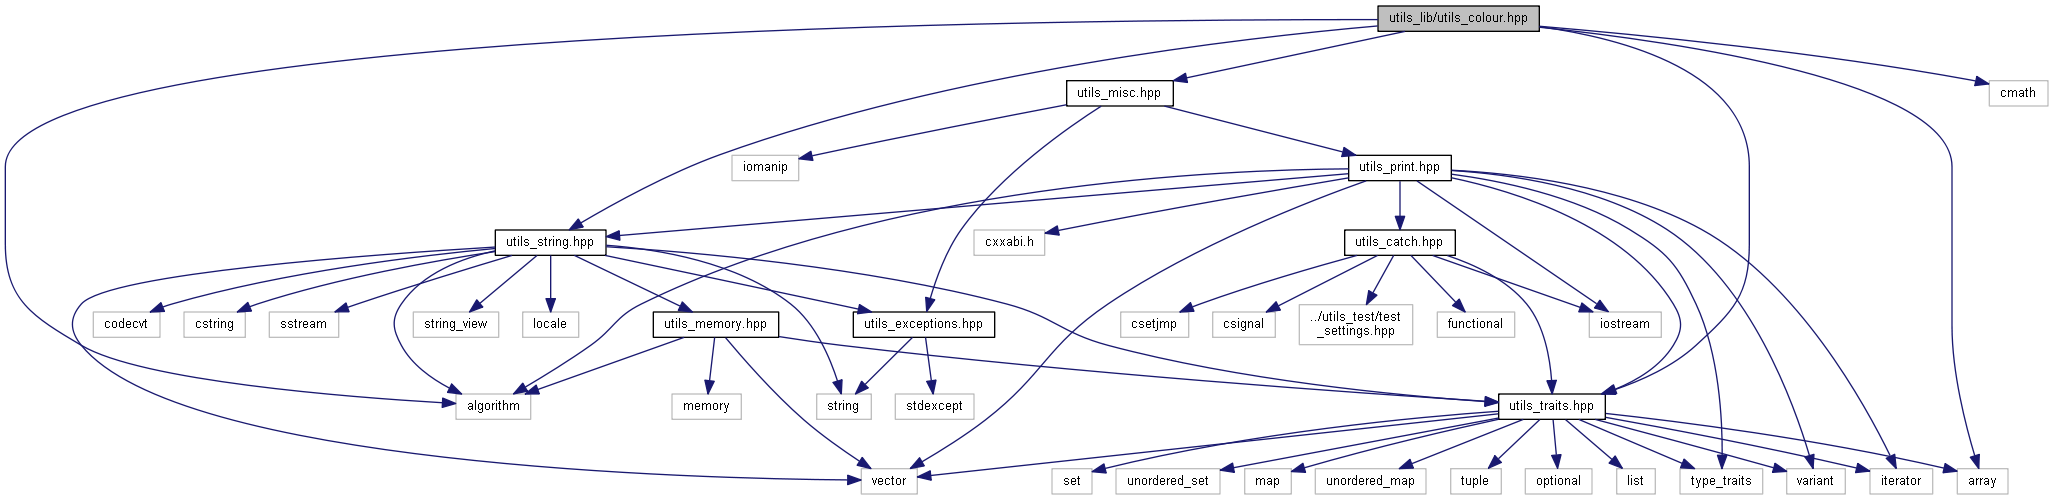 utils_lib/utils_colour.hpp
utils_misc.hpp
cmath
iomanip
utils_print.hpp
utils_string.hpp
cxxabi.h
utils_catch.hpp
codecvt
cstring
sstream
string_view
locale
utils_memory.hpp
utils_exceptions.hpp
csetjmp
csignal
../utils_test/test
_settings.hpp
functional
iostream
algorithm
memory
string
stdexcept
utils_traits.hpp
vector
set
unordered_set
map
unordered_map
tuple
optional
list
type_traits
variant
iterator
array